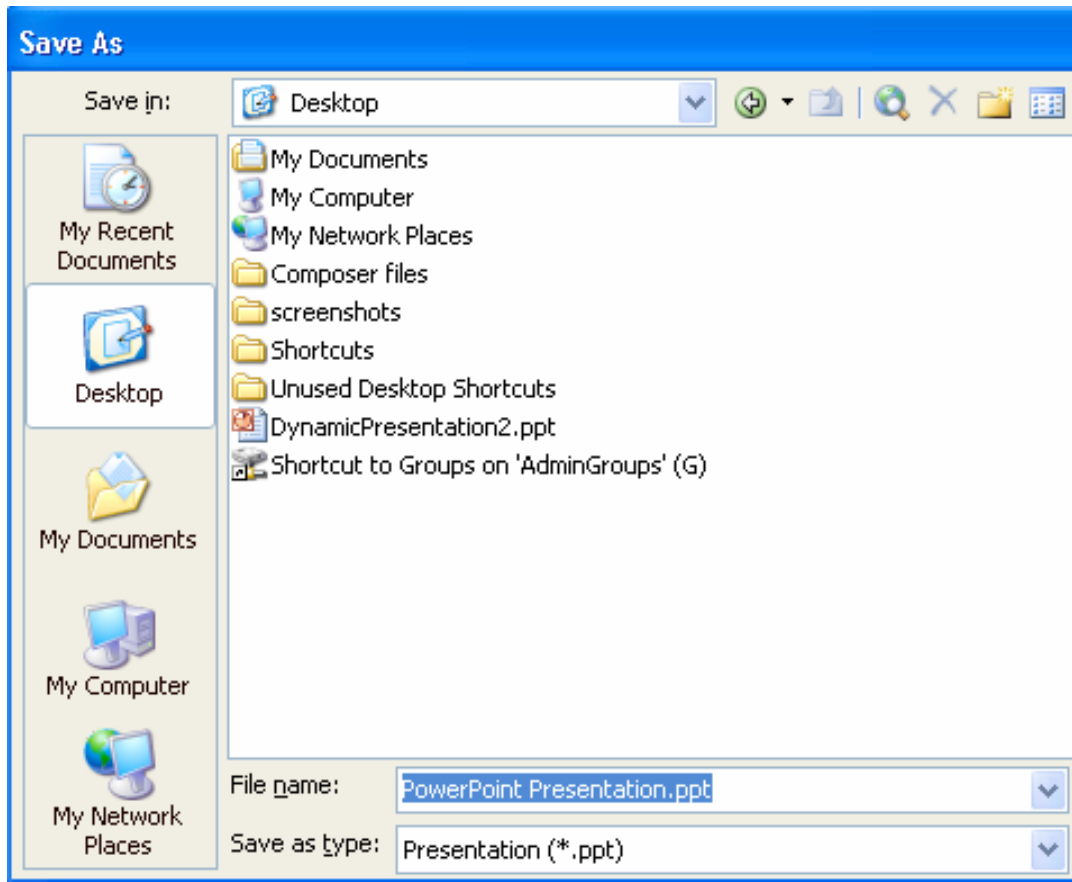 Save As
Save in:
Desktop
My Recent
Documents
Desktop
My Documents
My Computer
My Network
Places
My Documents
My Computer
My Network Places
Composer files
screenshots
Shortcuts
Unused Desktop Shortcuts
DynamicPresentation2.ppt
Shortcut to Groups on 'AdminGroups' (G)
File name:
PowerPoint Presentation.ppt
Save as type:
Presentation (*.ppt)